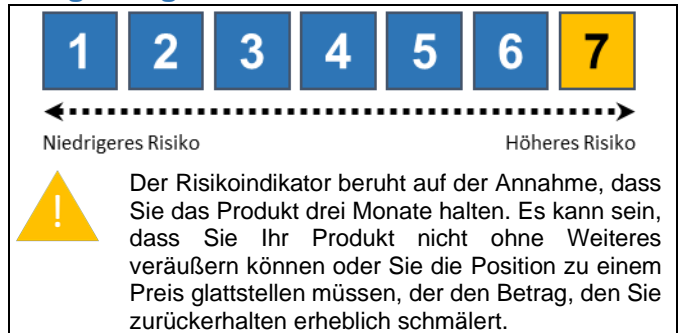 1 2 3 4 5 6 7
Niedrigeres Risiko Höheres Risiko
!
Der Risikoindikator beruht auf der Annahme, dass
Sie das Produkt drei Monate halten. Es kann sein,
dass Sie Ihr Produkt nicht ohne Weiteres
veräußern können oder Sie die Position zu einem
Preis glattstellen müssen, der den Betrag, den Sie
zurückerhalten erheblich schmälert.